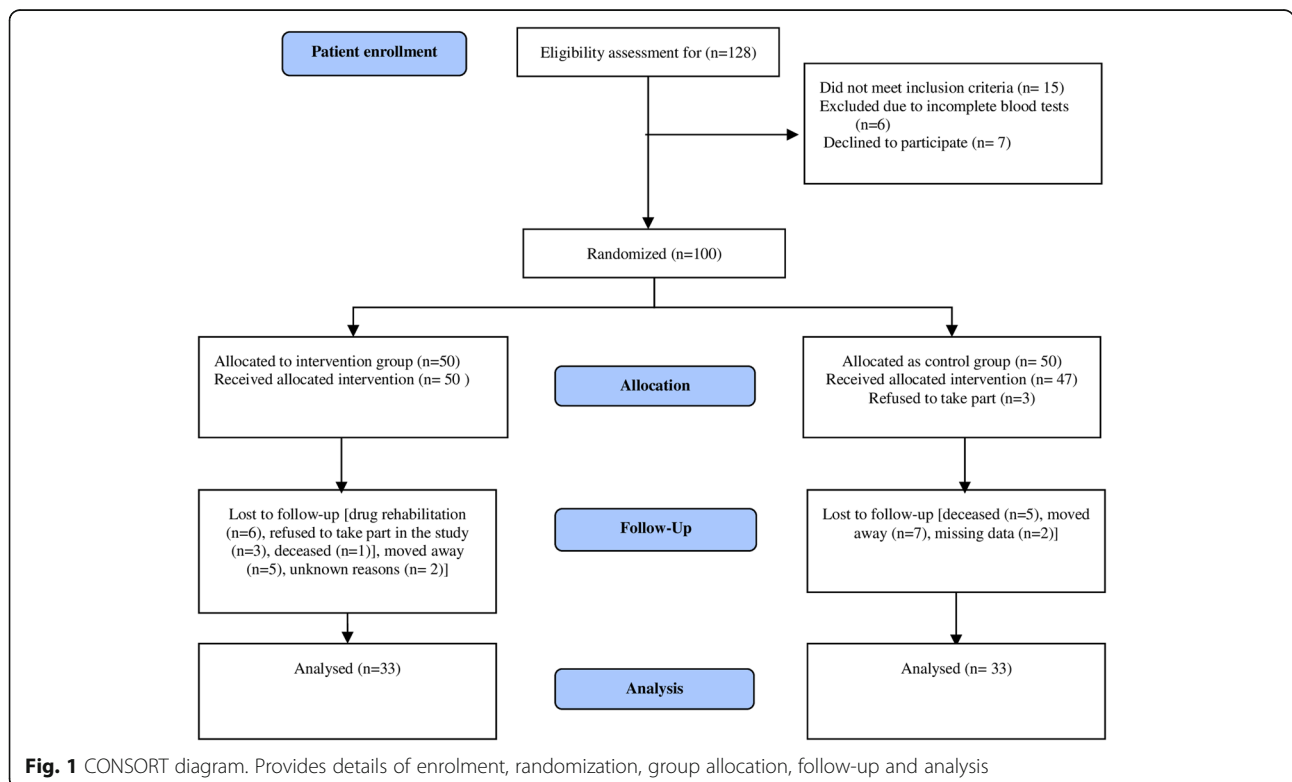 Patient enrollment
Eligibility assessment for (n=128)
Did not meet inclusion criteria (n= 15)
Excluded due to incomplete blood tests
(n=6)
Declined to participate (n= 7)
Randomized (n=100)
Allocated to intervention group (n=50)
Received allocated intervention (n= 50 )
Allocation
Allocated as control group (n= 50)
Received allocated intervention (n= 47)
Refused to take part (n=3)
Lost to follow-up [drug rehabilitation
(n=6), refused to take part in the study
(n=3), deceased (n=1)], moved away
(n=5), unknown reasons (n= 2)]
Follow-Up
Lost to follow-up [deceased (n=5), moved
away (n=7), missing data (n=2)]
Analysed (n=33)
Analysis
Analysed (n= 33)
Fig. 1 CONSORT diagram. Provides details of enrolment, randomization, group allocation, follow-up and analysis